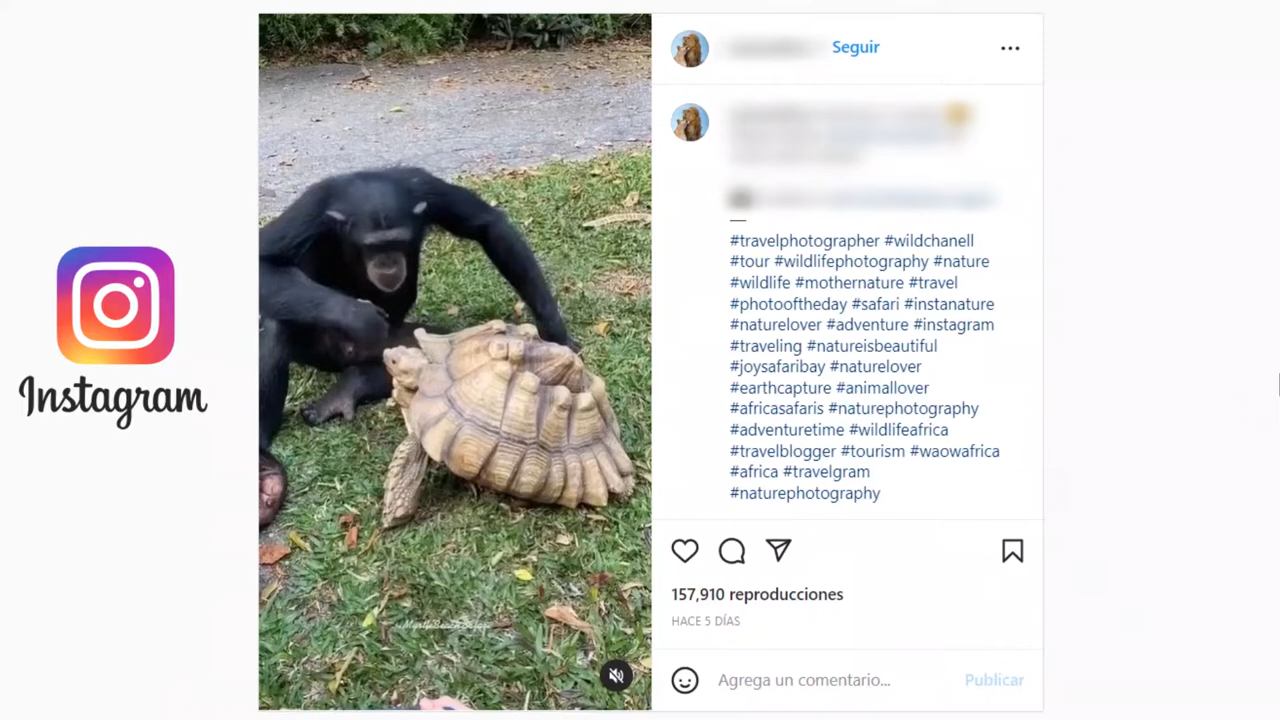 Instagram
Seguir
#travelphotographer #wildchanell
#tour #wildlifephotography #nature
#wildlife #mothernature #travel
#photooftheday #safari #instanature
#naturelover #adventure #instagram
#traveling #natureisbeautiful
#joysafaribay #naturelover
#earthcapture #animallover
#africasafaris #naturephotography
#adventuretime #wildlifeafrica
#travelblogger #tourism #waowafrica
#africa #travelgram
#naturephotography
157,910 reproducciones
HACE 5 DÍAS
Agrega un comentario...
Publicar